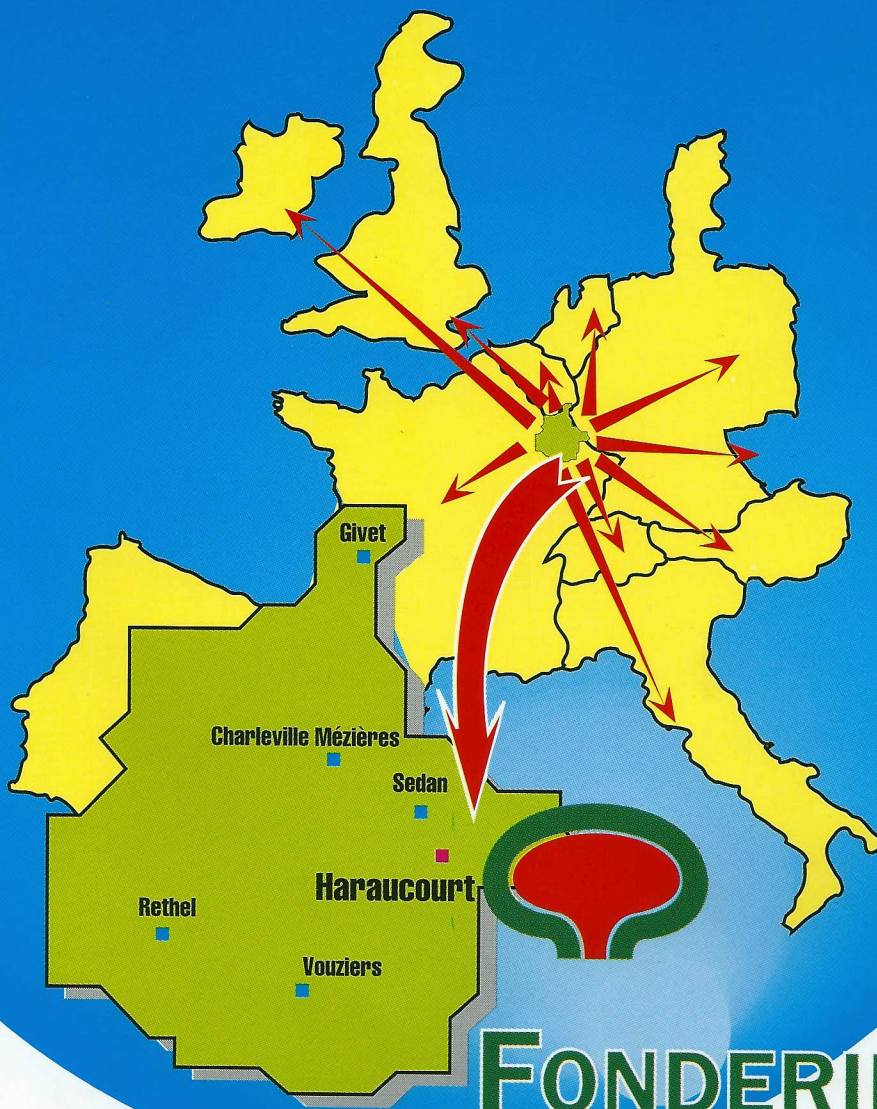 Givet
Charleville Mézières
Sedan
Haraucourt
Rethel
Vouziers
FONDERI